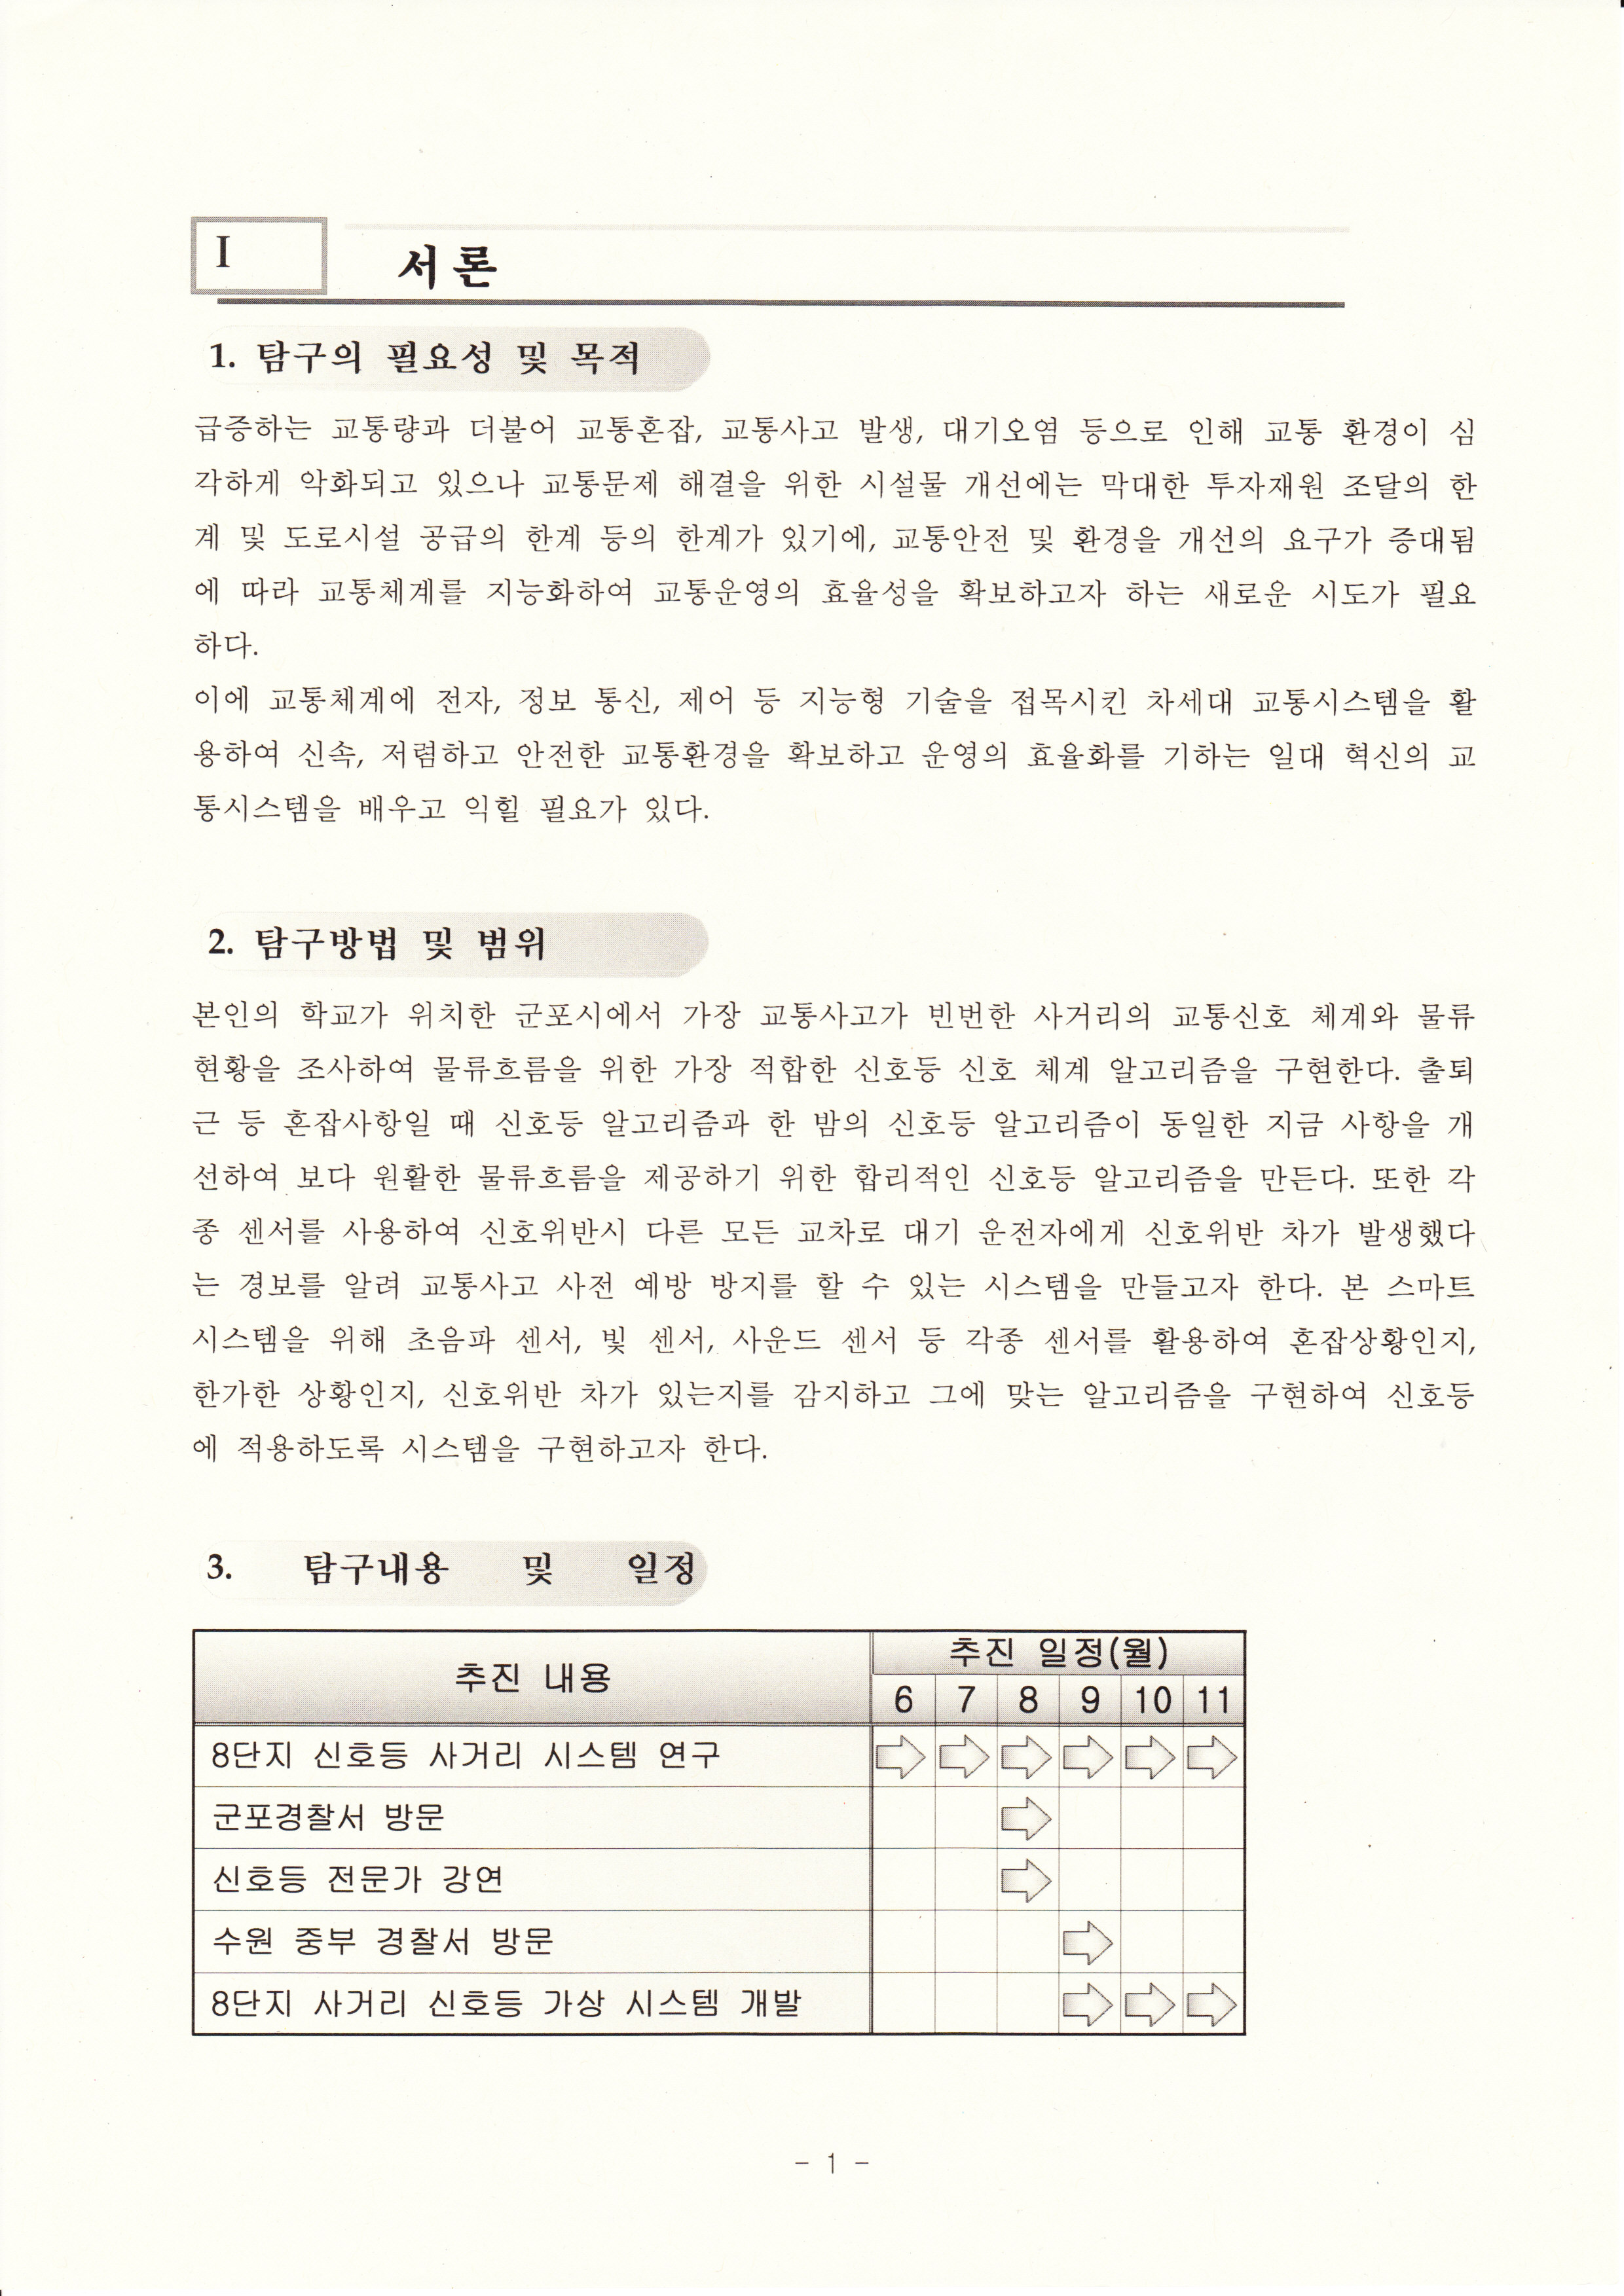 I
서론
1. 탐구의 필요성 및 목적
급증하는 교통량과 더불어 교통혼잡, 교통사고 발생, 대기오염 등으로 인해 교통 환경이 심
각하게 악화되고 있으나 교통문제 해결을 위한 시설물 개선에는 막대한 투자재원 조달의 한
계 및 도로시설 공급의 한계 등의 한계가 있기에, 교통안전 및 환경을 개선의 요구가 증대됨
에 따라 교통체계를 지능화하여 교통운영의 효율성을 확보하고자 하는 새로운 시도가 필요
하다.
이에 교통체계에 전자, 정보 통신, 제어 등 지능형 기술을 접목시킨 차세대 교통시스템을 활
용하여 신속, 저렴하고 안전한 교통환경을 확보하고 운영의 효율화를 기하는 일대 혁신의 교
통시스템을 배우고 익힐 필요가 있다.
2. 탐구방법 및 범위
본인의 학교가 위치한 군포시에서 가장 교통사고가 빈번한 사거리의 교통신호 체계와 물류
현황을 조사하여 물류흐름을 위한 가장 적합한 신호등 신호 체계 알고리즘을 구현한다. 출퇴
근 등 혼잡사항일 때 신호등 알고리즘과 한 밤의 신호등 알고리즘이 동일한 지금 사항을 개
선하여 보다 원활한 물류흐름을 제공하기 위한 합리적인 신호등 알고리즘을 만든다. 또한 각
종 센서를 사용하여 신호위반시 다른 모든 교차로 대기 운전자에게 신호위반 차가 발생했다
는 경보를 알려 교통사고 사전 예방 방지를 할 수 있는 시스템을 만들고자 한다. 본 스마트
시스템을 위해 초음파 센서, 빛 센서, 사운드 센서 등 각종 센서를 활용하여 혼잡상황인지,
한가한 상황인지, 신호위반 차가 있는지를 감지하고 그에 맞는 알고리즘을 구현하여 신호등
에 적용하도록 시스템을 구현하고자 한다.
3. 탐구내용 및 일정
추진 내용
추진 일정(월)
6 7 8 9 10 11
8단지 신호등 사거리 시스템 연구
군포경찰서 방문
신호등 전문가 강연
수원 중부 경찰서 방문
8단지 사거리 신호등 가상 시스템 개발
- 1 -